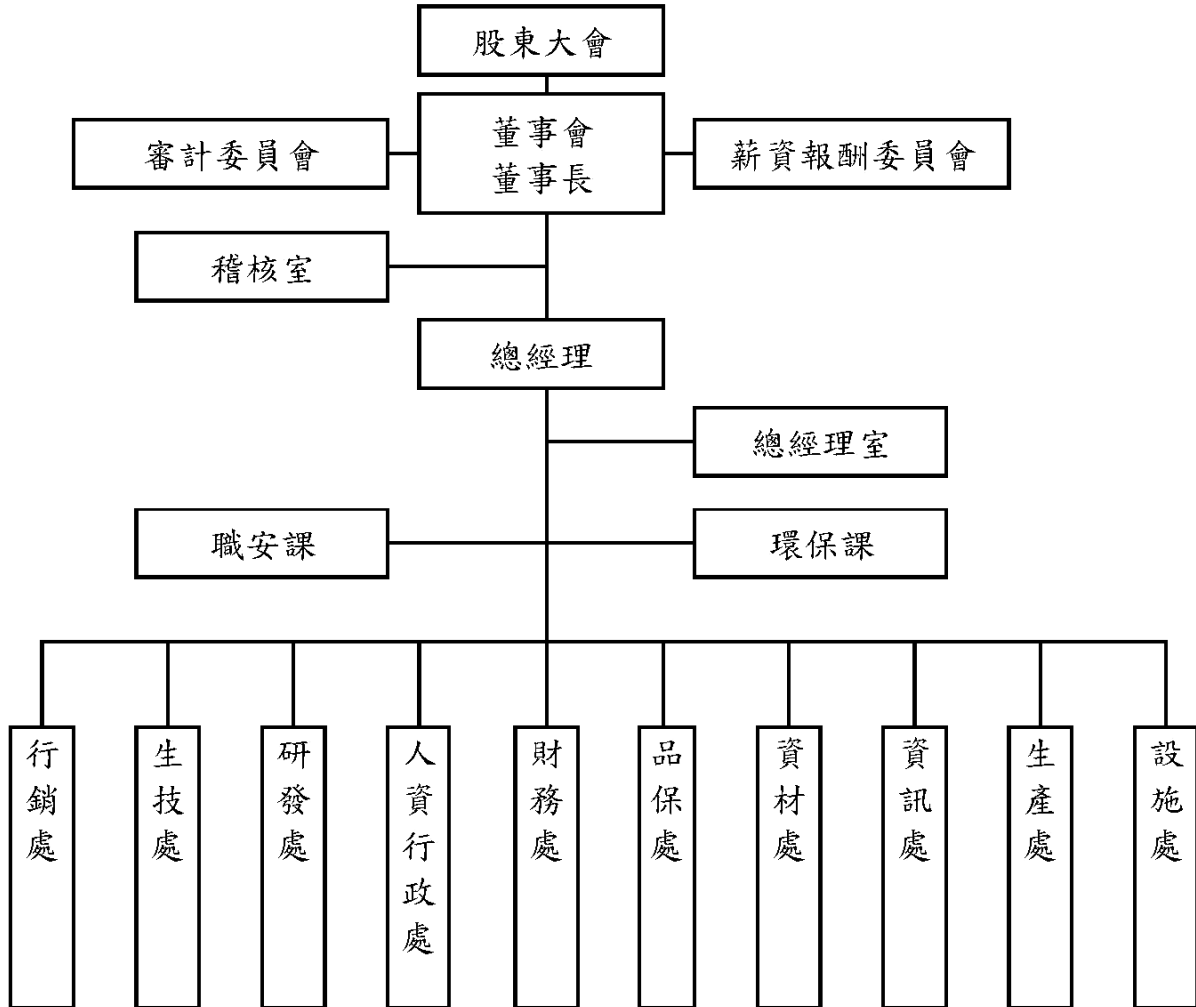 股東大會
董事會
董事長
審計委員會
薪資報酬委員會
稽核室
總經理
總經理室
職安課
環保課
行銷處
生技處
研發處
人資行政處
財務處
品保處
資材處
資訊處
生產處
設施處